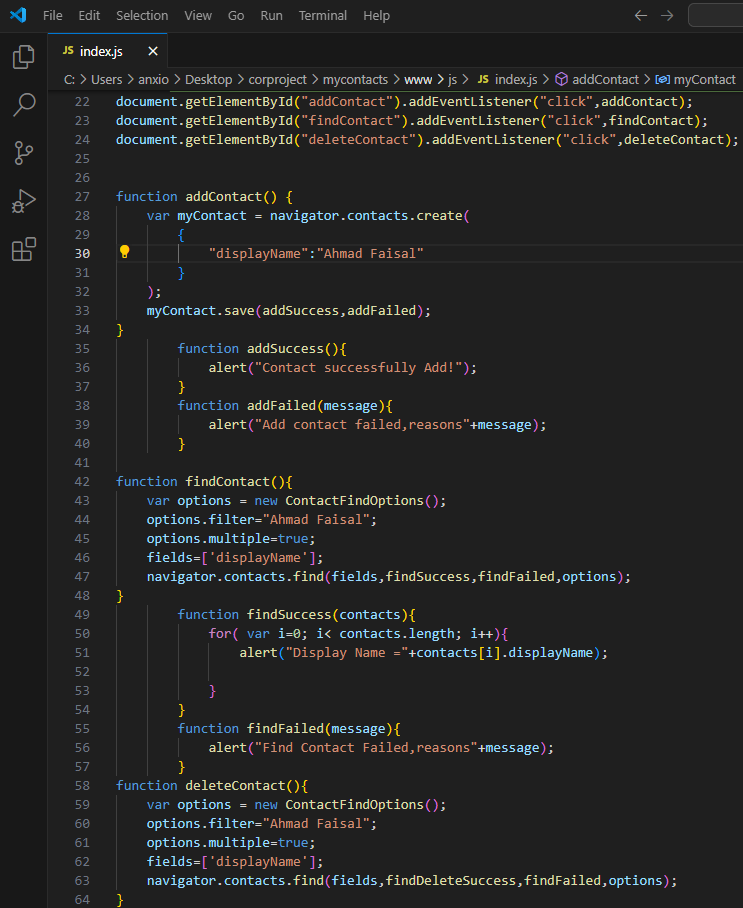 File Edit Selection View Go Run Terminal Help
JS index.js ×
C: > Users > anxio > Desktop > corproject > mycontacts > www > js > JS index.js > addContact > myContact
22 document.getElementById("addContact").addEventListener("click",addContact);
23 document.getElementById("findContact").addEventListener("click",findContact);
24 document.getElementById("deleteContact").addEventListener("click",deleteContact);
25
26
27 function addContact() {
28     var myContact = navigator.contacts.create(
29         {
30             "displayName":"Ahmad Faisal"
31         }
32     );
33     myContact.save(addSuccess,addFailed);
34 }
35         function addSuccess(){
36             alert("Contact successfully Add!");
37         }
38         function addFailed(message){
39             alert("Add contact failed,reasons"+message);
40         }
41
42 function findContact(){
43     var options = new ContactFindOptions();
44     options.filter="Ahmad Faisal";
45     options.multiple=true;
46     fields=['displayName'];
47     navigator.contacts.find(fields,findSuccess,findFailed,options);
48 }
49         function findSuccess(contacts){
50             for( var i=0; i< contacts.length; i++){
51                 alert("Display Name ="+contacts[i].displayName);
52
53             }
54         }
55         function findFailed(message){
56             alert("Find Contact Failed,reasons"+message);
57         }
58 function deleteContact(){
59     var options = new ContactFindOptions();
60     options.filter="Ahmad Faisal";
61     options.multiple=true;
62     fields=['displayName'];
63     navigator.contacts.find(fields,findDeleteSuccess,findFailed,options);
64 }